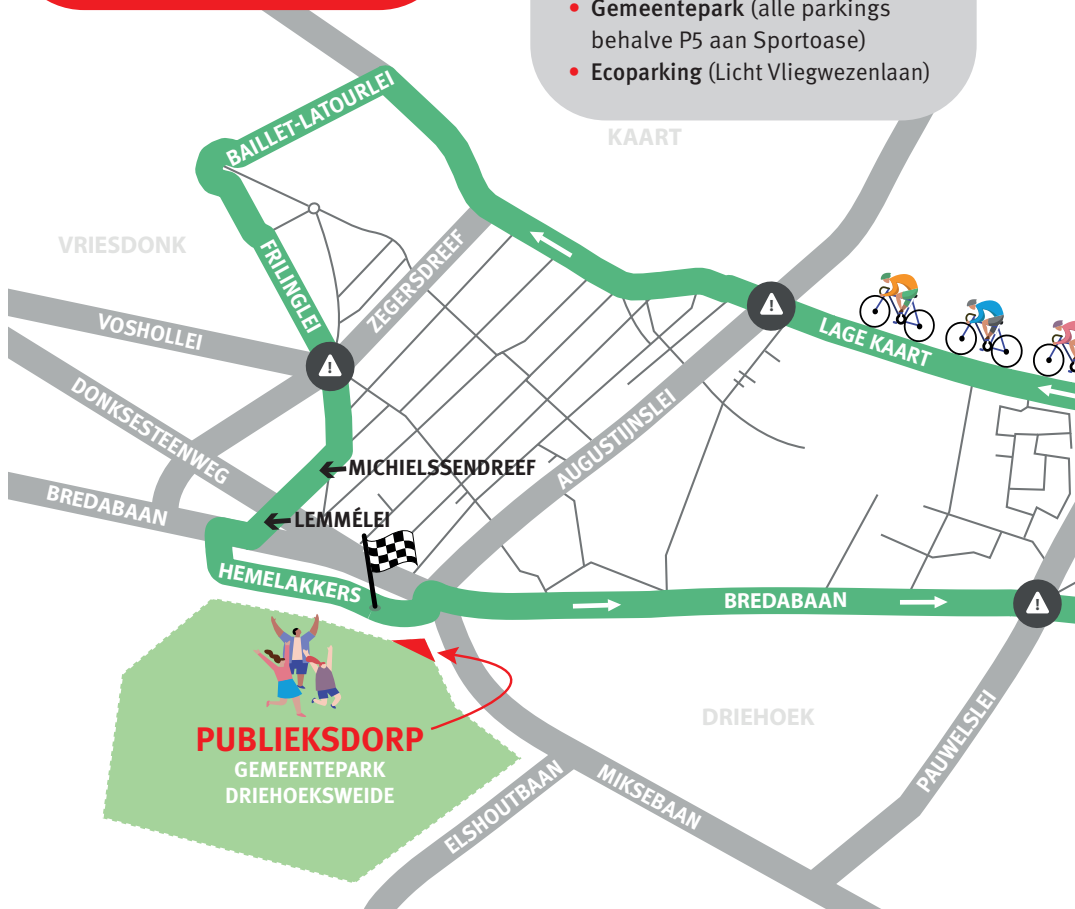 • Gemeentepark (alle parkings
behalve P5 aan Sportoase)
• Ecoparking (Licht Vliegwezenlaan)
KAART
BAILLET-LATOURLEI
VRIESDONK
FRILINGLEI
ZEGERSDREEF
VOSHOLLEI
!
!
LAGE KAART
DONKSESTEENWEG
AUGUSTIJNSLEI
MICHIELSSENDREEF
BREDABAAN
LEMMÉLEI
HEMELAKKERS
BREDABAAN
!
PUBLIEKSDORP
GEMEENTEPARK
DRIEHOEKSWEIDE
DRIEHOEK
PAUWELSLEI
MIKSEBAAN
ELSHOUTBAAN